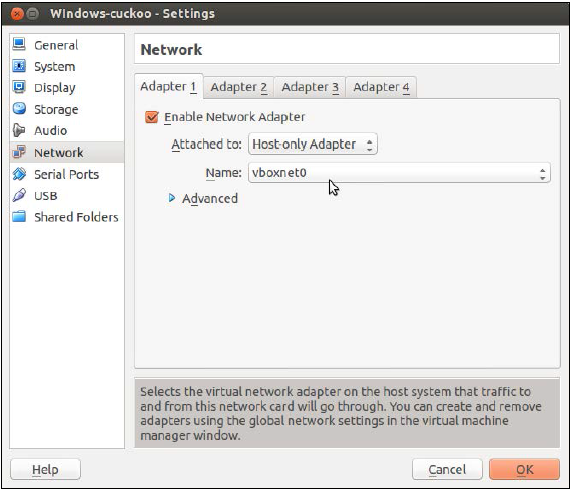 Windows-cuckoo - Settings
General
System
Display
Storage
Audio
Network
Serial Ports
USB
Shared Folders
Network
Adapter 1 Adapter 2 Adapter 3 Adapter 4
Enable Network Adapter
Attached to: Host-only Adapter
Name: vboxnet0
Advanced
Selects the virtual network adapter on the host system that traffic to
and from this network card will go through. You can create and remove
adapters using the global network settings in the virtual machine
manager window.
Help Cancel OK